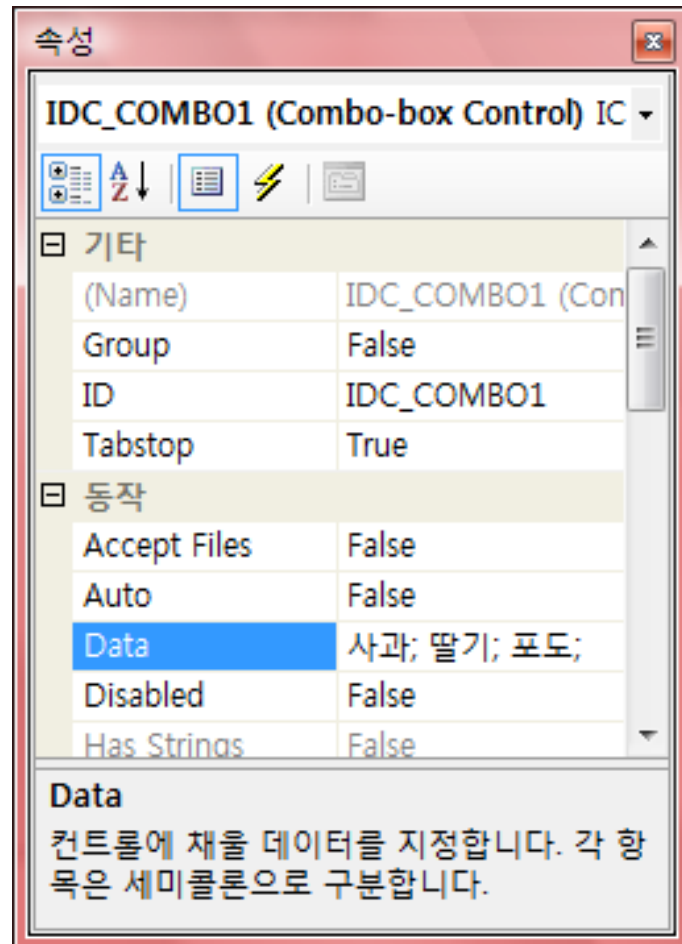 속성
IDC_COMBO1 (Combo-box Control) IC
기타
(Name) IDC_COMBO1 (Con
Group False
ID IDC_COMBO1
Tabstop True
동작
Accept Files False
Auto False
Data 사과; 딸기; 포도;
Disabled False
Has Strings False
Data
컨트롤에 채울 데이터를 지정합니다. 각 항
목은 세미콜론으로 구분합니다.